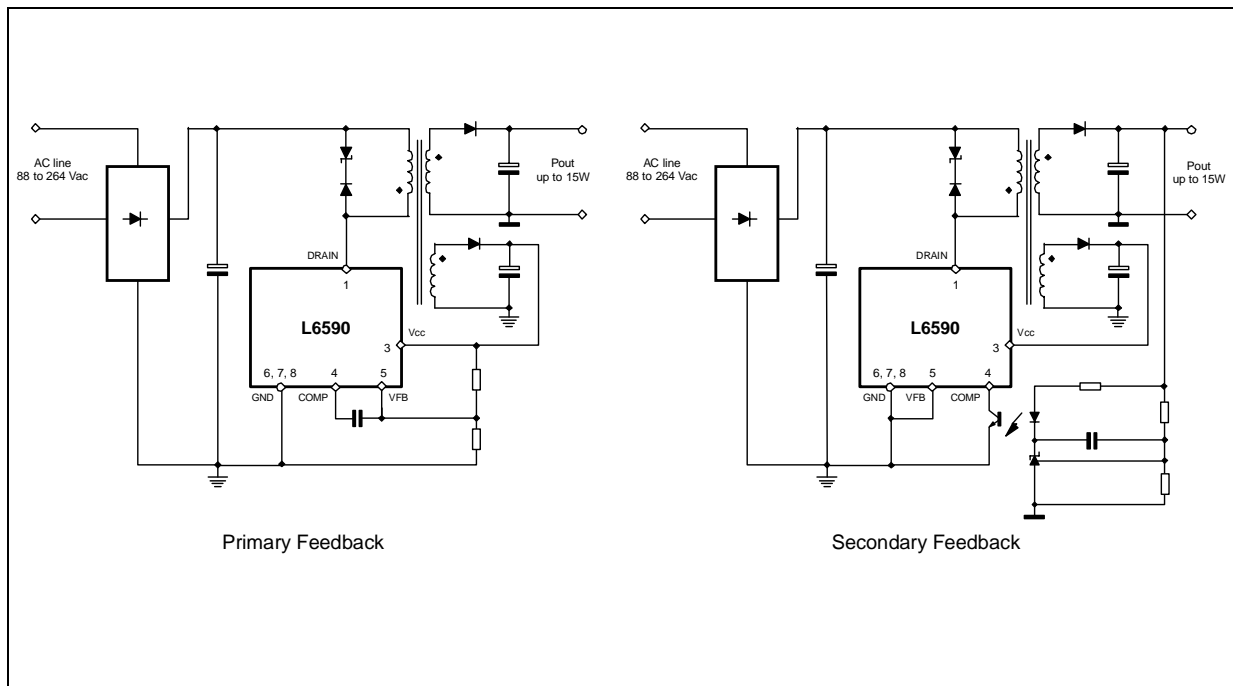 AC line
88 to 264 Vac
Pout
up to 15W
DRAIN
1
L6590
Vcc
3
6, 7, 8
4
5
GND
COMP
VFB
Primary Feedback
AC line
88 to 264 Vac
Pout
up to 15W
DRAIN
1
L6590
Vcc
3
6, 7, 8
5
4
GND
VFB
COMP
Secondary Feedback